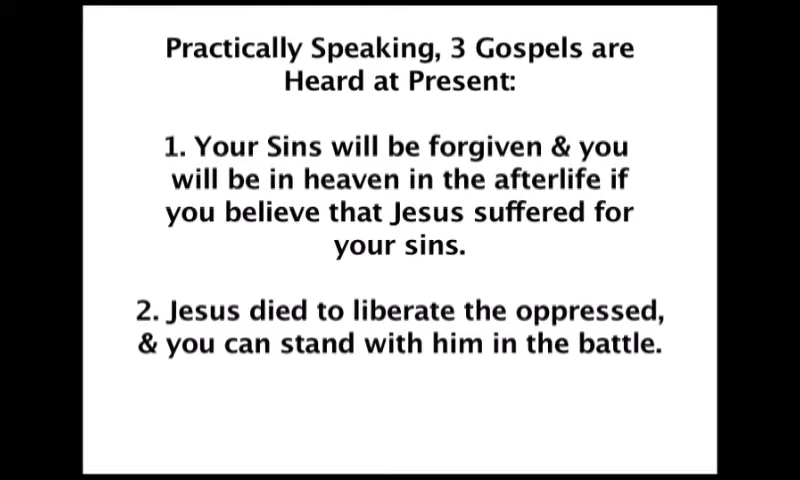 Practically Speaking, 3 Gospels are
Heard at Present:
1. Your Sins will be forgiven & you
will be in heaven in the afterlife if
you believe that Jesus suffered for
your sins.
2. Jesus died to liberate the oppressed,
& you can stand with him in the battle.